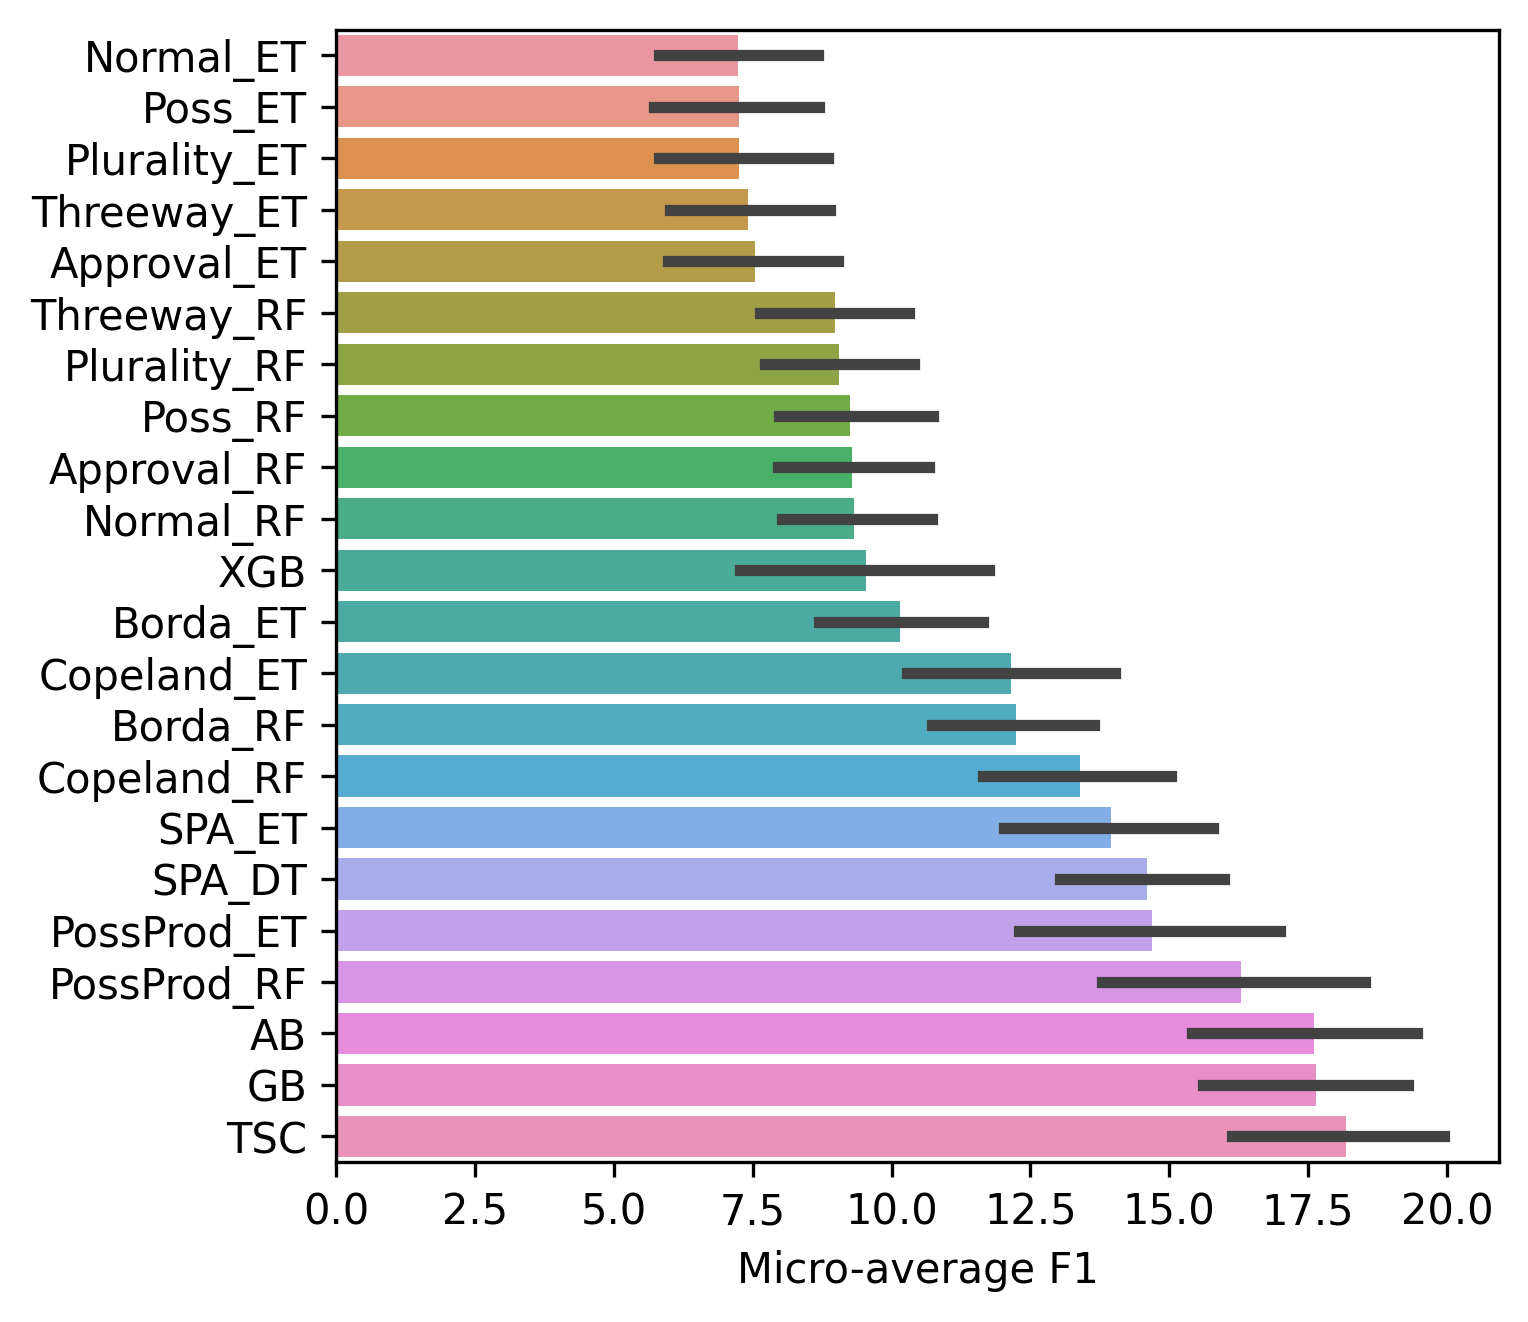 Normal_ET
Poss_ET
Plurality_ET
Threeway_ET
Approval_ET
Threeway_RF
Plurality_RF
Poss_RF
Approval_RF
Normal_RF
XGB
Borda_ET
Copeland_ET
Borda_RF
Copeland_RF
SPA_ET
SPA_DT
PossProd_ET
PossProd_RF
AB
GB
TSC
0.0 2.5 5.0 7.5 10.0 12.5 15.0 17.5 20.0
Micro-average F1